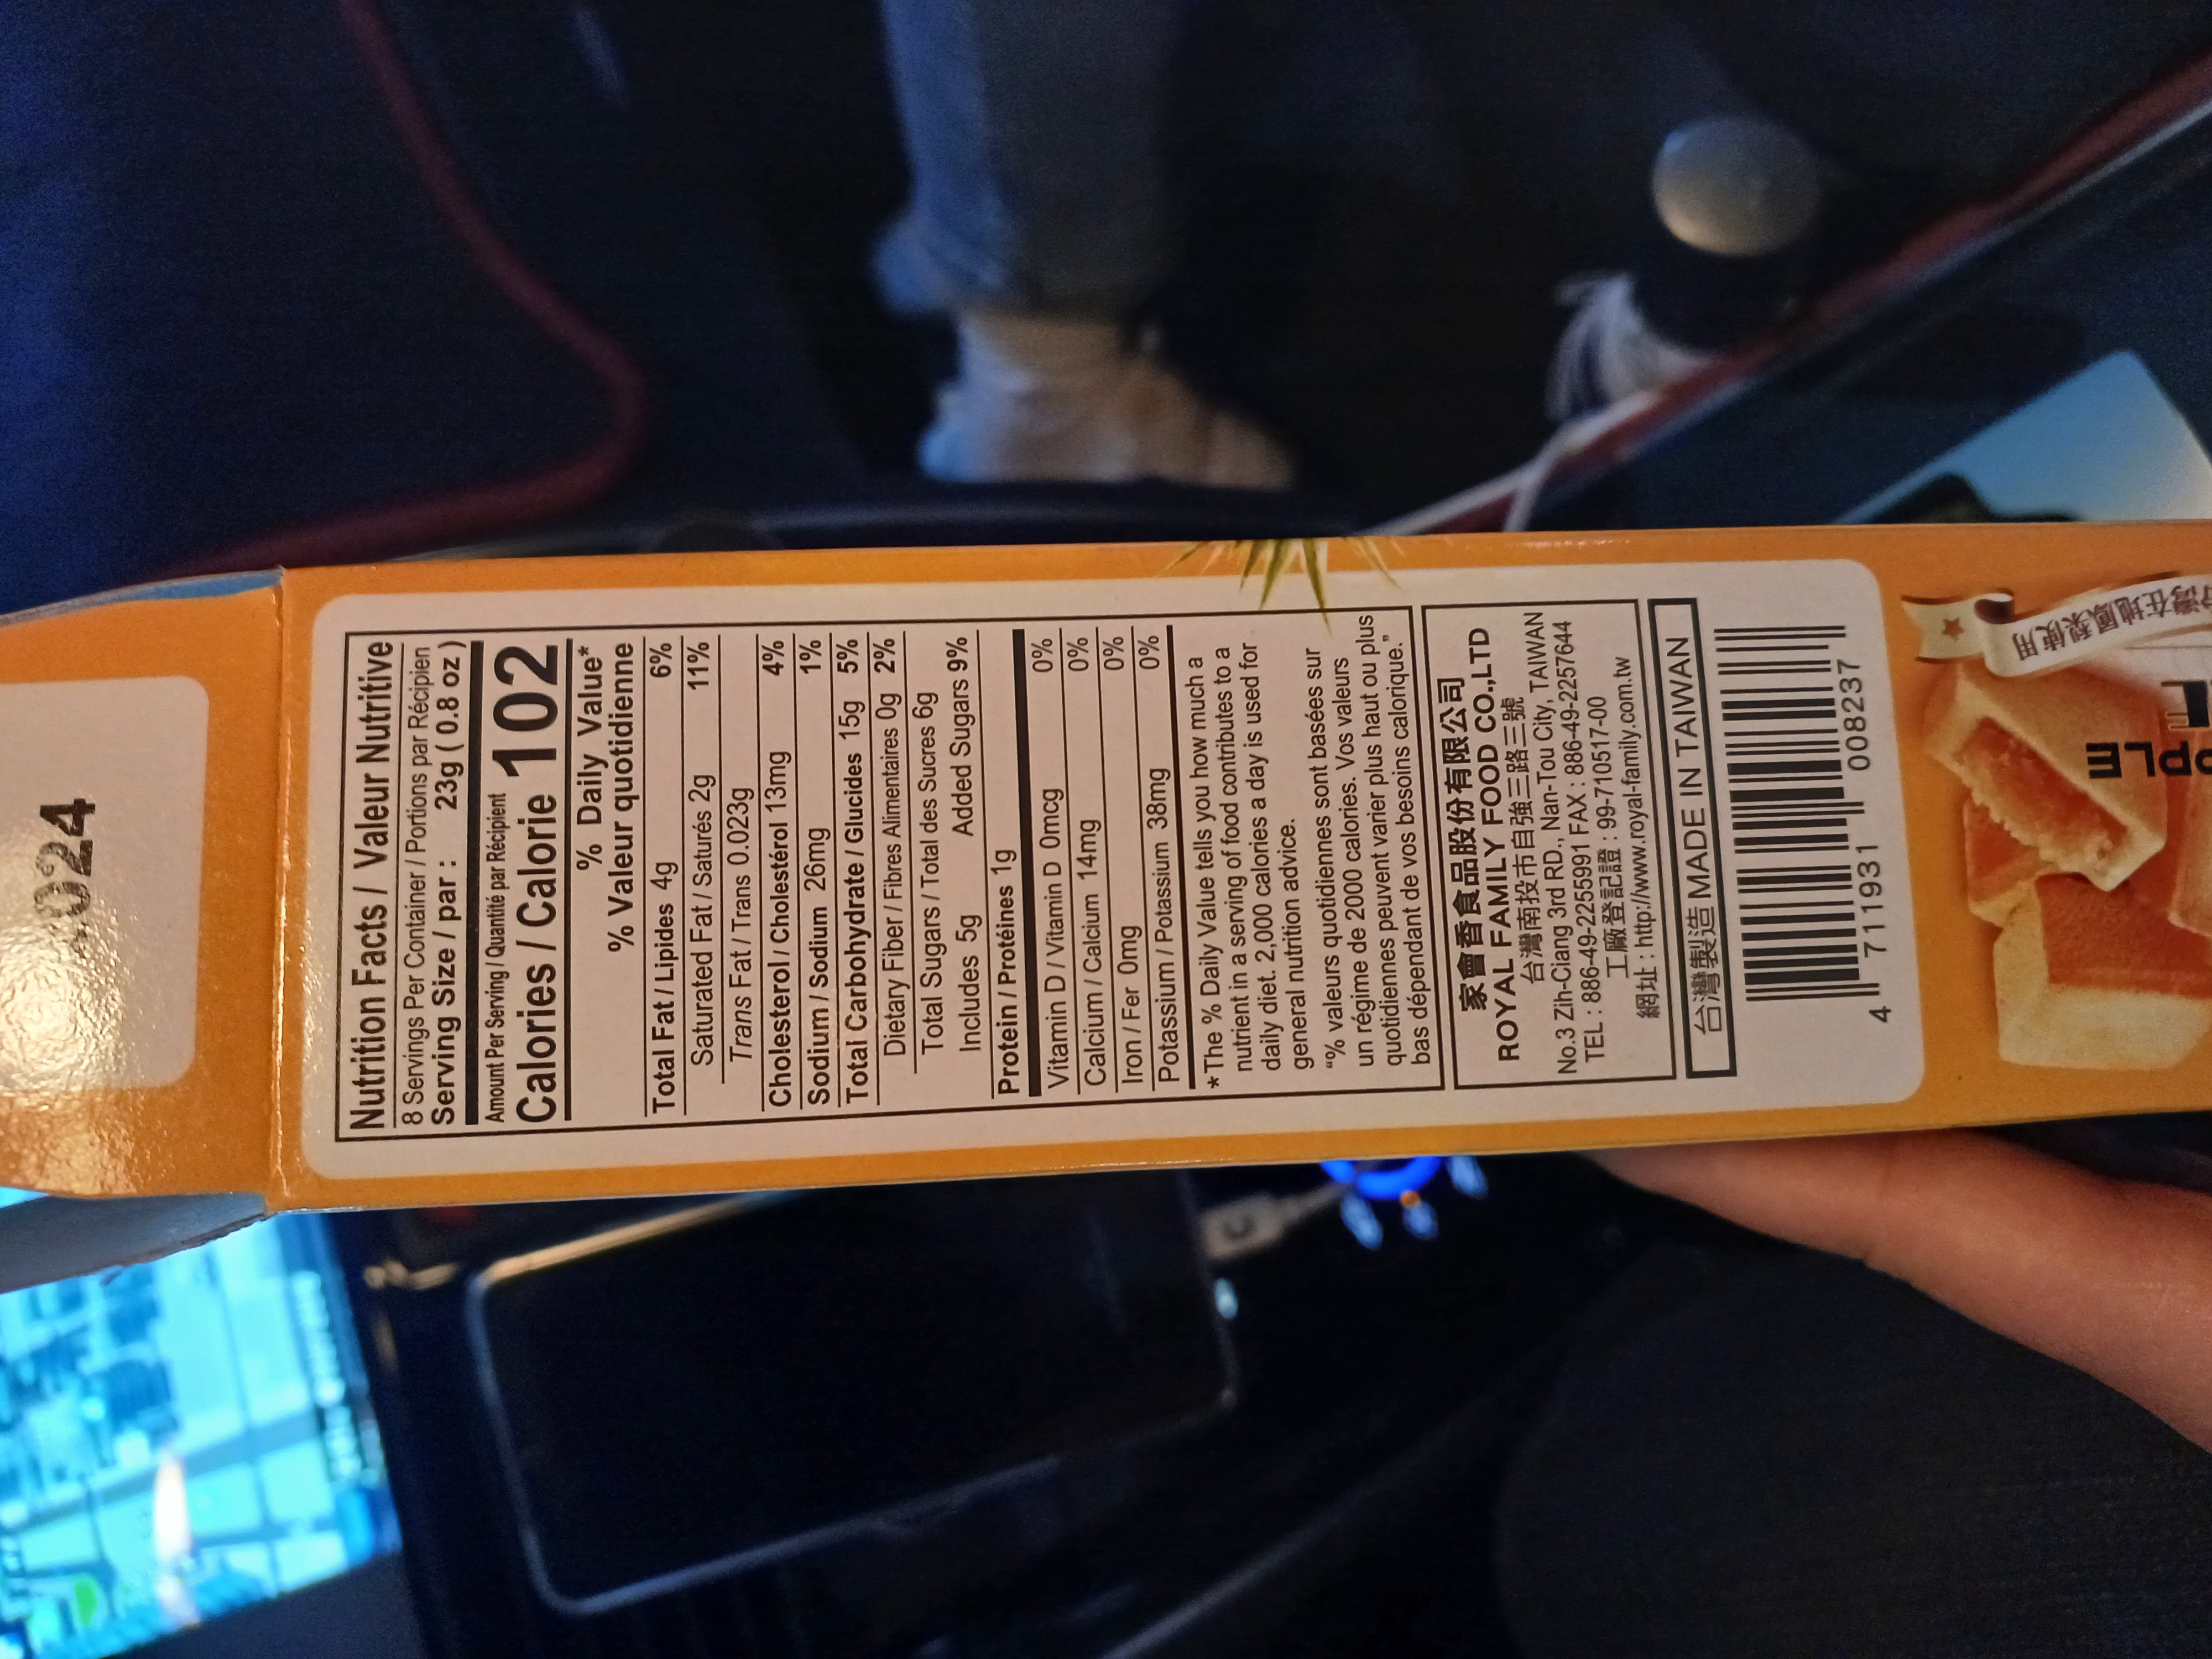 024
Nutrition Facts / Valeur Nutritive
8 Servings Per Container / Portions par Récipien
Serving Size / par : 23g ( 0.8 oz )
Amount Per Serving / Quantité par Récipient
Calories / Calorie 102
% Daily Value*
% Valeur quotidienne
Total Fat / Lipides 4g 6%
Saturated Fat / Saturés 2g 11%
Trans Fat / Trans 0.023g
Cholesterol / Cholestérol 13mg 4%
Sodium / Sodium 26mg 1%
Total Carbohydrate / Glucides 15g 5%
Dietary Fiber / Fibres Alimentaires 0g 2%
Total Sugars / Total des Sucres 6g
Includes 5g Added Sugars 9%
Protein / Protéines 1g
Vitamin D / Vitamin D 0mcg 0%
Calcium / Calcium 14mg 0%
Iron / Fer 0mg 0%
Potassium / Potassium 38mg 0%
*The % Daily Value tells you how much a
nutrient in a serving of food contributes to a
daily diet. 2,000 calories a day is used for
general nutrition advice.
"% valeurs quotidiennes sont basées sur
un régime de 2000 calories. Vos valeurs
quotidiennes peuvent varier plus haut ou plus
bas dépendant de vos besoins calorique."
家會香食品股份有限公司
ROYAL FAMILY FOOD CO.,LTD
台灣南投市自強三路三號
No.3 Zih-Ciang 3rd RD., Nan-Tou City, TAIWAN
TEL : 886-49-2255991 FAX : 886-49-2257644
工廠登記證 : 99-710517-00
網址 : http://www.royal-family.com.tw
台灣製造 MADE IN TAIWAN
4 711931 008237
台灣在地鳳梨使用
PLE